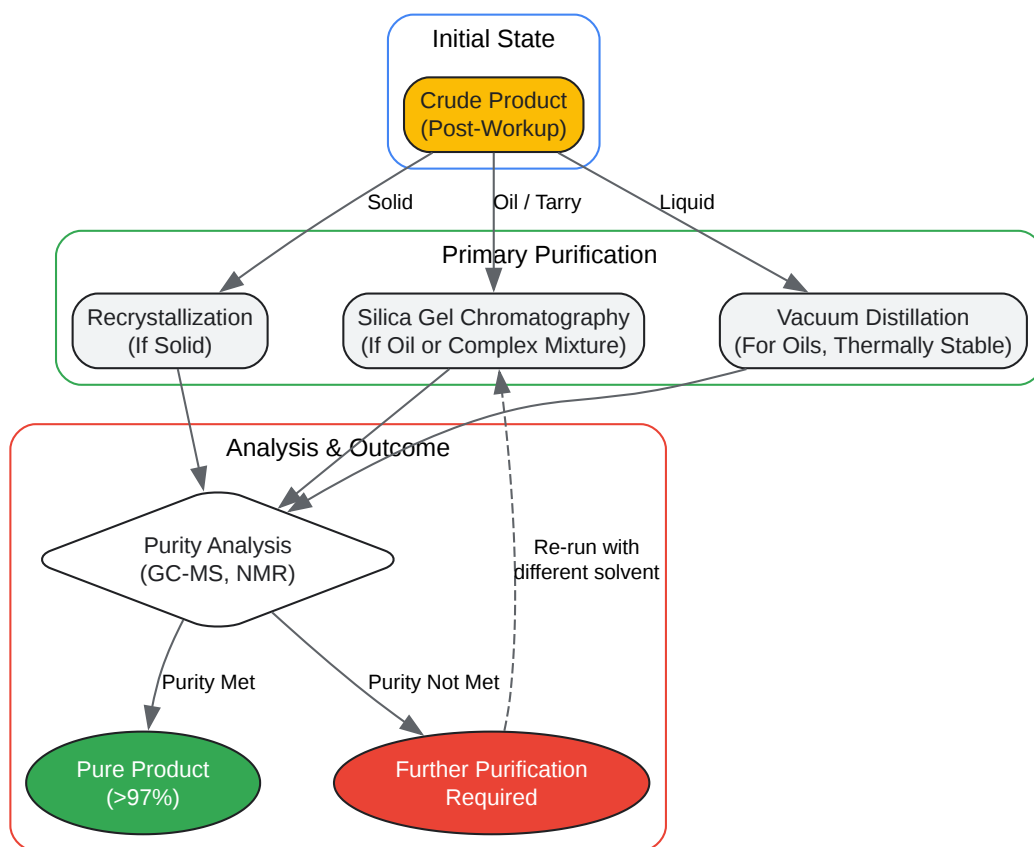 Initial State
Crude Product
(Post-Workup)
Solid
Oil / Tarry
Liquid
Primary Purification
Recrystallization
(If Solid)
Silica Gel Chromatography
(If Oil or Complex Mixture)
Vacuum Distillation
(For Oils, Thermally Stable)
Analysis & Outcome
Purity Analysis
(GC-MS, NMR)
Re-run with
different solvent
Purity Met
Purity Not Met
Pure Product
(>97%)
Further Purification
Required